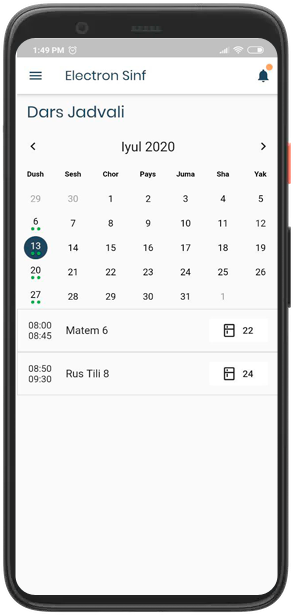 1:49 PM
Electron Sinf
Dars Jadvali
Iyul 2020
Dush Sesh Chor Pays Juma Sha Yak
29 30 1 2 3 4 5
6 7 8 9 10 11 12
13 14 15 16 17 18 19
20 21 22 23 24 25 26
27 28 29 30 31 1
08:00 Matem 6 22
08:45
08:50 Rus Tili 8 24
09:30